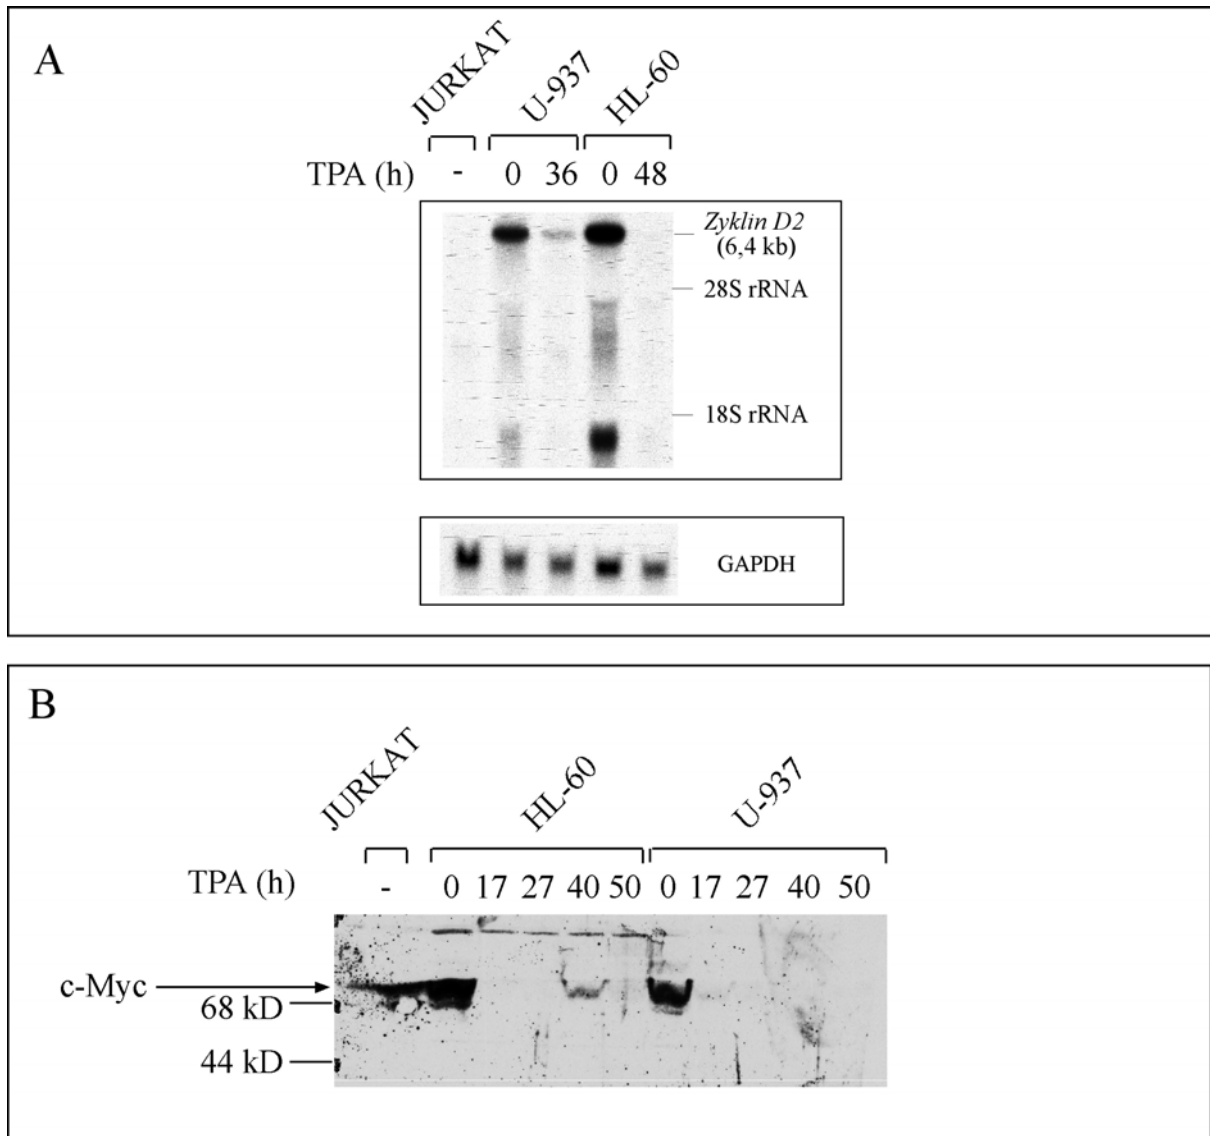 A
JURKAT
U-937
HL-60
TPA (h) - 0 36 0 48
Zyklin D2
(6,4 kb)
28S rRNA
18S rRNA
GAPDH
B
JURKAT
HL-60
U-937
TPA (h) - 0 17 27 40 50 0 17 27 40 50
c-Myc
68 kD
44 kD